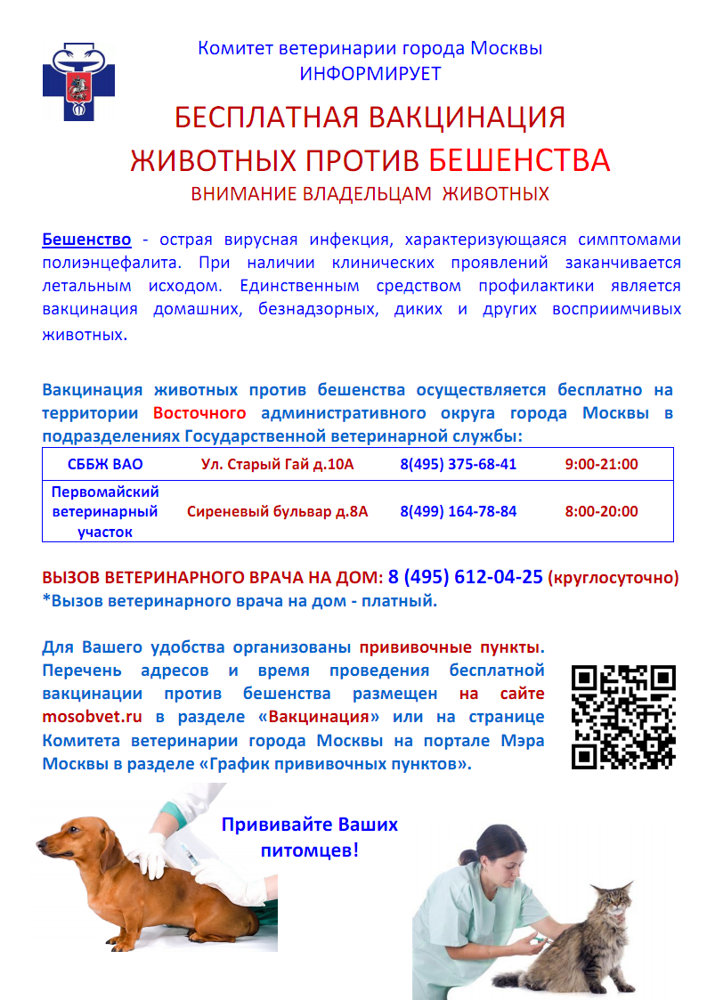 Комитет ветеринарии города Москвы
ИНФОРМИРУЕТ
БЕСПЛАТНАЯ ВАКЦИНАЦИЯ
ЖИВОТНЫХ ПРОТИВ БЕШЕНСТВА
ВНИМАНИЕ ВЛАДЕЛЬЦАМ ЖИВОТНЫХ
Бешенство - острая вирусная инфекция, характеризующаяся симптомами
полиэнцефалита. При наличии клинических проявлений заканчивается
летальным исходом. Единственным средством профилактики является
вакцинация домашних, безнадзорных, диких и других восприимчивых
животных.
Вакцинация животных против бешенства осуществляется бесплатно на
территории Восточного административного округа города Москвы в
подразделениях Государственной ветеринарной службы:
СББЖ ВАО Ул. Старый Гай д.10А 8(495) 375-68-41 9:00-21:00
Первомайский
ветеринарный Сиреневый бульвар д.8А 8(499) 164-78-84 8:00-20:00
участок
ВЫЗОВ ВЕТЕРИНАРНОГО ВРАЧА НА ДОМ: 8 (495) 612-04-25 (круглосуточно)
*Вызов ветеринарного врача на дом - платный.
Для Вашего удобства организованы прививочные пункты.
Перечень адресов и время проведения бесплатной
вакцинации против бешенства размещен на сайте
mosobvet.ru в разделе «Вакцинация» или на странице
Комитета ветеринарии города Москвы на портале Мэра
Москвы в разделе «График прививочных пунктов».
Прививайте Ваших
питомцев!